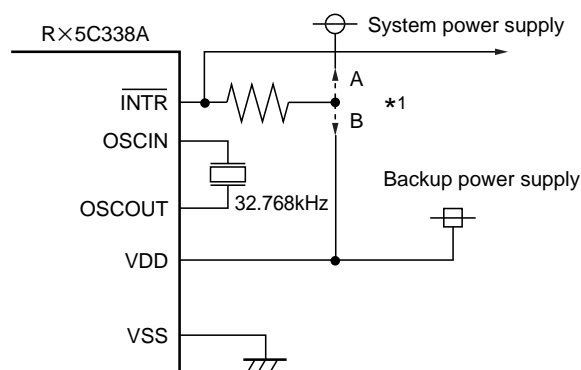 R×5C338A
System power supply
A
INTR
*1
B
OSCIN
Backup power supply
32.768kHz
OSCOUT
VDD
VSS